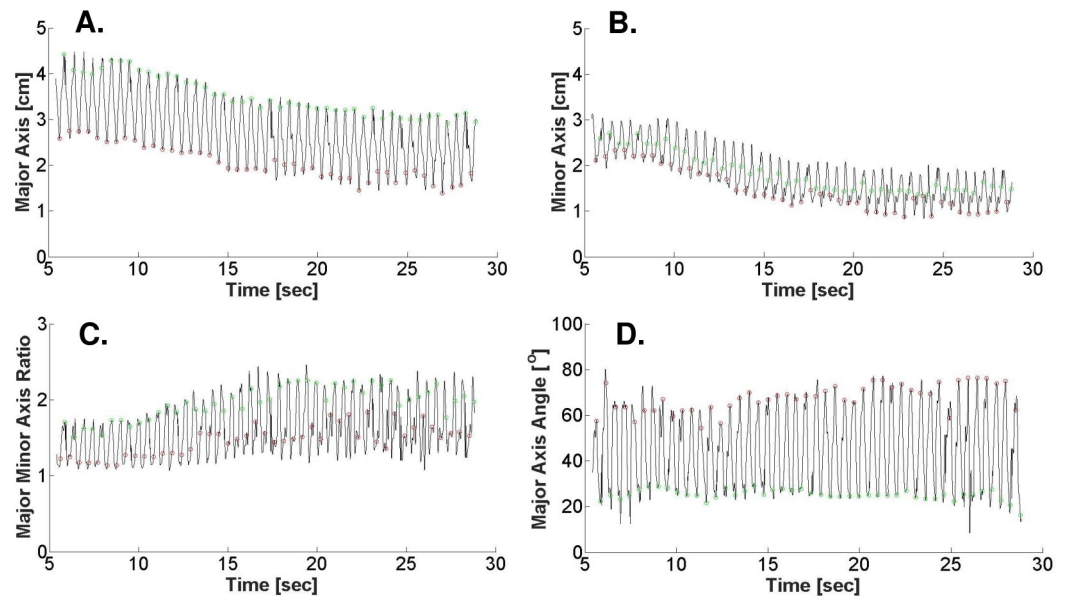 A.
5
4
3
2
1
0
Major Axis [cm]
5 10 15 20 25 30
Time [sec]
B.
5
4
3
2
1
0
Minor Axis [cm]
5 10 15 20 25 30
Time [sec]
C.
3
2
1
0
Major Minor Axis Ratio
5 10 15 20 25 30
Time [sec]
D.
100
80
60
40
20
0
Major Axis Angle [°]
5 10 15 20 25 30
Time [sec]